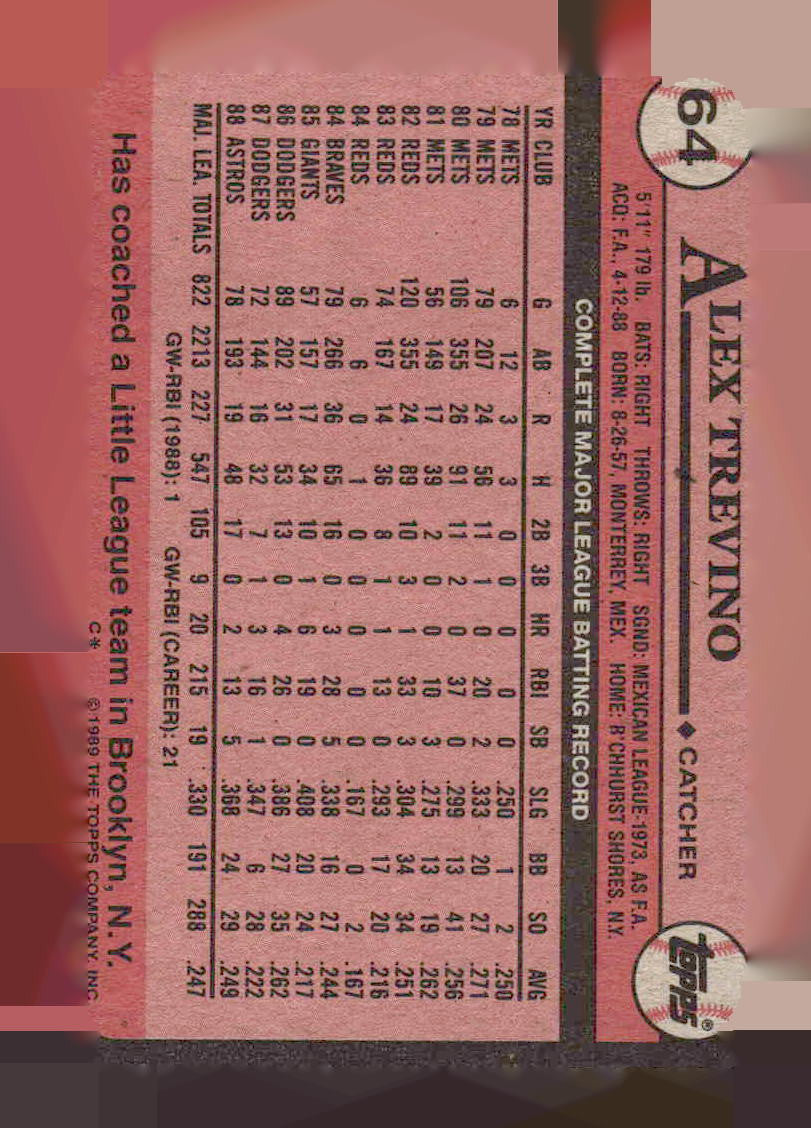 64
ALEX TREVINO ◆ CATCHER
topps®
5'11" 179 lb. BATS: RIGHT THROWS: RIGHT SGND: MEXICAN LEAGUE-1973, AS F.A.
ACQ: F.A., 4-12-88 BORN: 8-26-57, MONTERREY, MEX. HOME: B'CHHURST SHORES, N.Y.
COMPLETE MAJOR LEAGUE BATTING RECORD
YR CLUB G AB R H 2B 3B HR RBI SB SLG BB SO AVG
78 METS 6 12 3 3 0 0 0 0 0 .250 1 2 .250
79 METS 79 207 24 56 11 1 0 20 2 .333 20 27 .271
80 METS 106 355 26 91 11 2 0 37 0 .299 13 41 .256
81 METS 56 149 17 39 2 0 0 10 3 .275 13 19 .262
82 REDS 120 355 24 89 10 3 1 33 3 .304 34 34 .251
83 REDS 74 167 14 36 8 1 1 13 0 .293 17 20 .216
84 REDS 6 6 0 1 0 0 0 0 0 .167 0 2 .167
84 BRAVES 79 266 36 65 16 0 3 28 5 .338 16 27 .244
85 GIANTS 57 157 17 34 10 1 6 19 0 .408 20 24 .217
86 DODGERS 89 202 31 53 13 0 4 26 0 .386 27 35 .262
87 DODGERS 72 144 16 32 7 1 3 16 1 .347 6 28 .222
88 ASTROS 78 193 19 48 17 0 2 13 5 .368 24 29 .249
MAJ. LEA. TOTALS 822 2213 227 547 105 9 20 215 19 .330 191 288 .247
GW-RBI (1988): 1 GW-RBI (CAREER): 21
Has coached a Little League team in Brooklyn, N.Y.
C* © 1989 THE TOPPS COMPANY, INC.